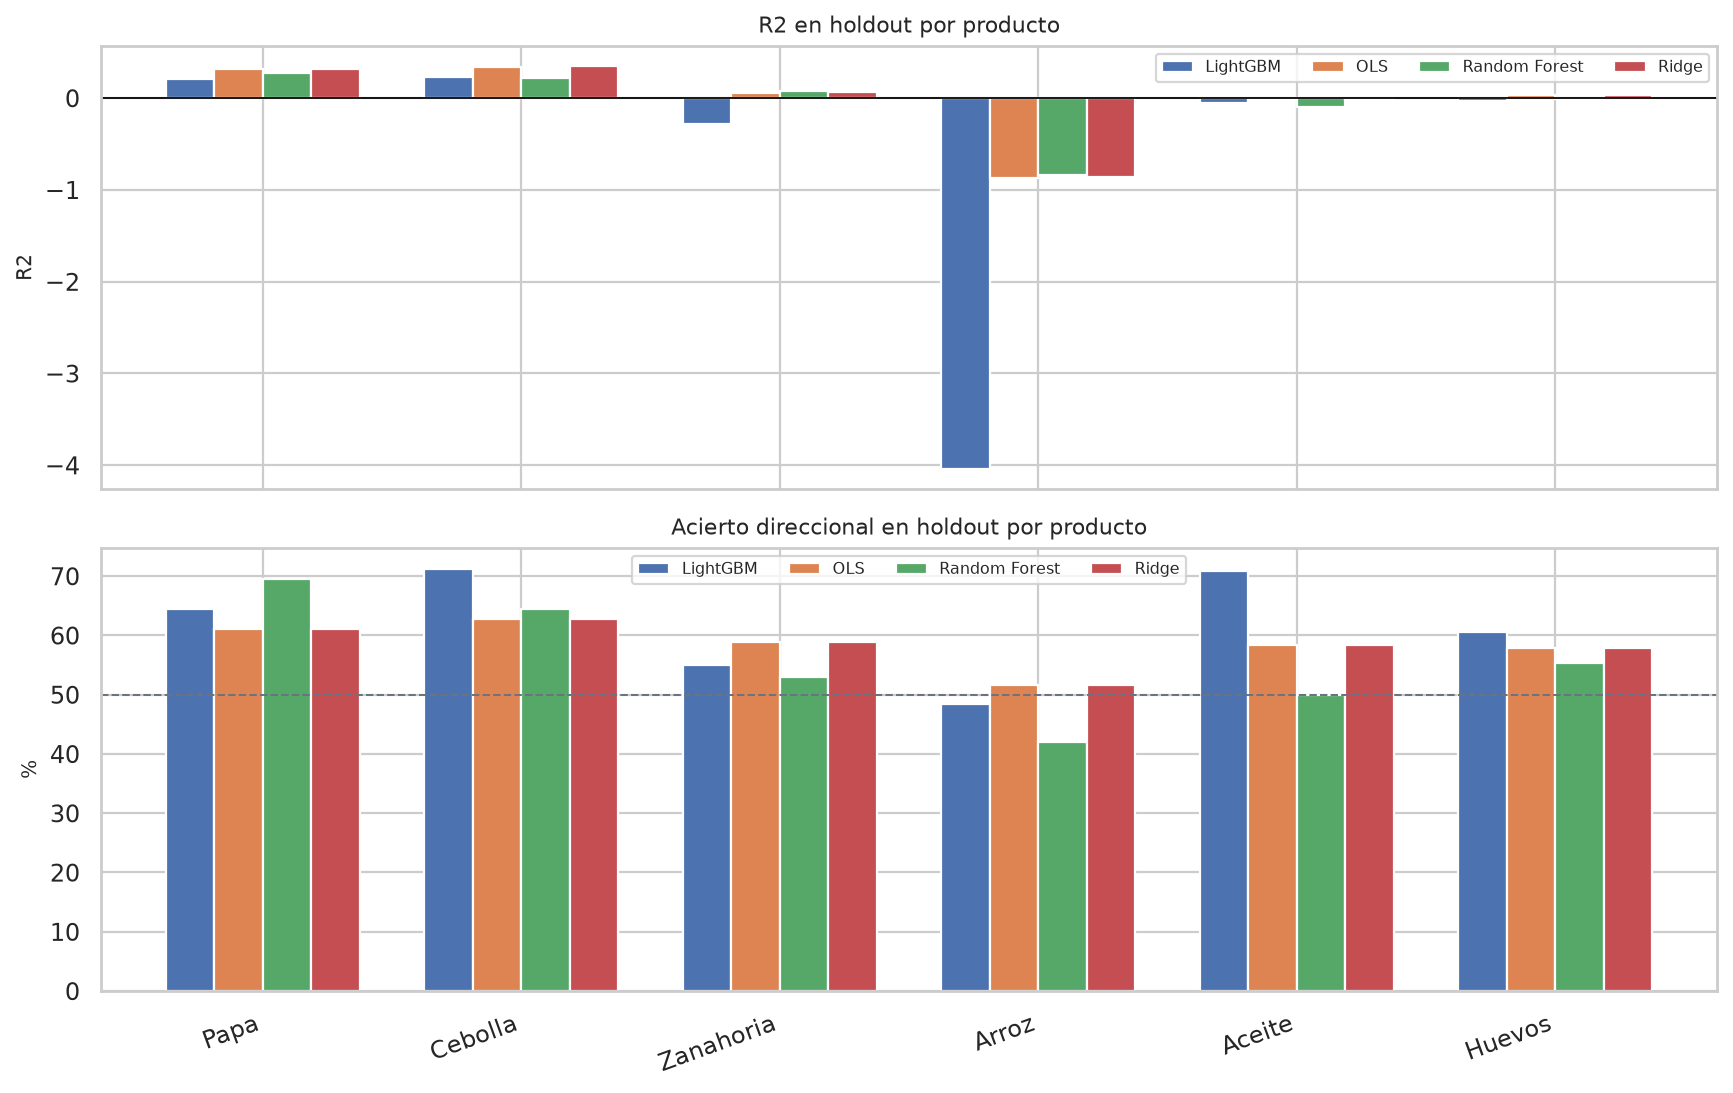 R2 en holdout por producto
LightGBM OLS Random Forest Ridge
0
−1
−2
−3
−4
R2
Acierto direccional en holdout por producto
LightGBM OLS Random Forest Ridge
70
60
50
40
30
20
10
0
%
Papa Cebolla Zanahoria Arroz Aceite Huevos